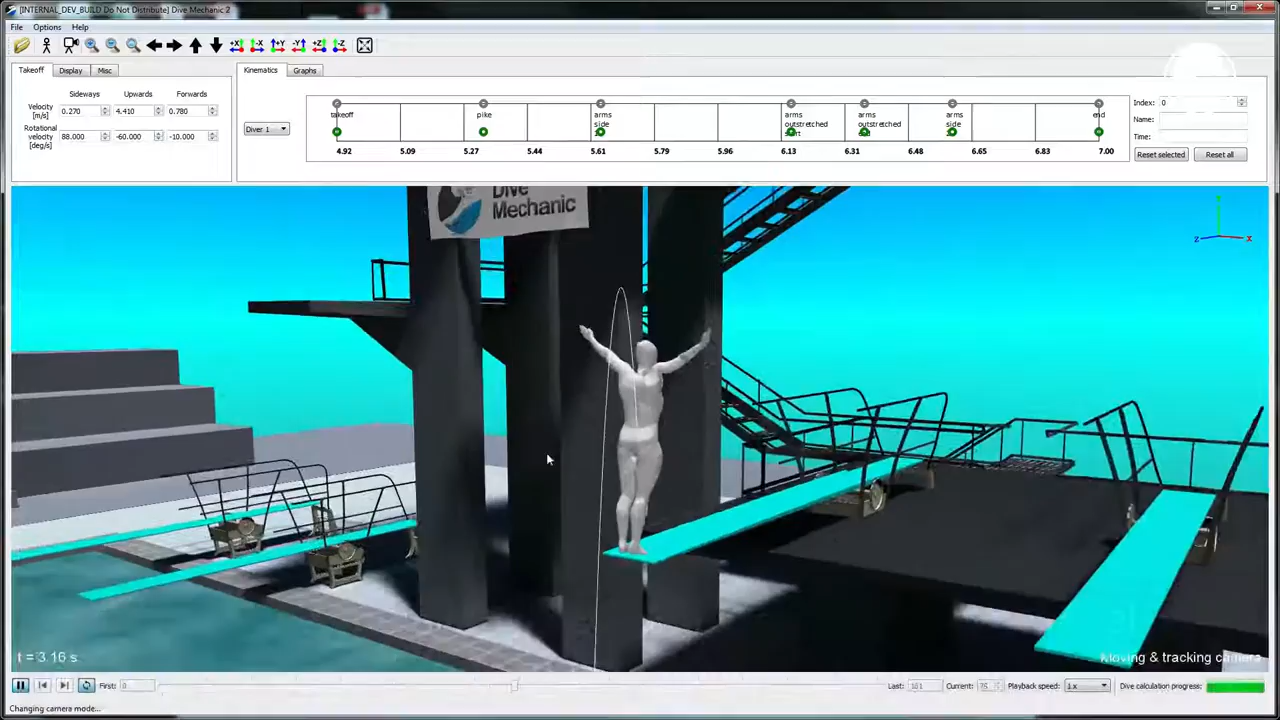 [INTERNAL_DEV_BUILD Do Not Distribute] Dive Mechanic 2
File Options Help
Takeoff Display Misc
Kinematics Graphs
Sideways Upwards Forwards
Velocity [m/s] 0.270 4.410 0.780
Rotational velocity [deg/s] 88.000 -60.000 -10.000
Diver 1
takeoff pike arms side arms outstretched arms outstretched arms side end
4.92 5.09 5.27 5.44 5.61 5.79 5.96 6.13 6.31 6.48 6.65 6.83 7.00
Index: 0
Name:
Time:
Reset selected Reset all
+X -X +Y -Y +Z -Z
Dive
Mechanic
Y
Z X
t = 3.16 s
Moving & tracking camera
First: 0
Last: 181 Current: 76 Playback speed: 1 x Dive calculation progress:
Changing camera mode...